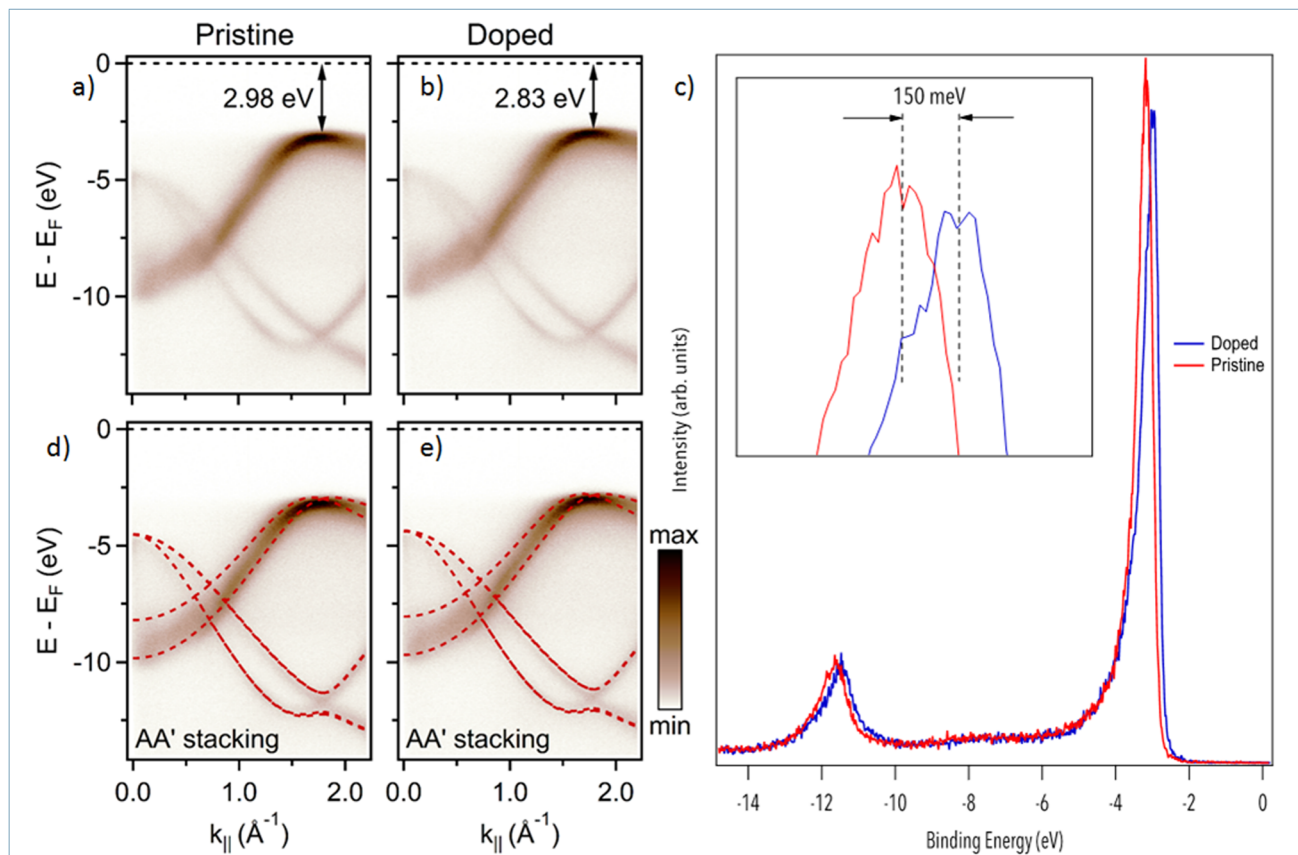 Pristine
Doped
a)
b)
c)
0
-5
-10
E - E_F (eV)
2.98 eV
2.83 eV
150 meV
Intensity (arb. units)
Doped
Pristine
d)
e)
0
-5
-10
E - E_F (eV)
AA' stacking
AA' stacking
max
min
0.0 1.0 2.0
0.0 1.0 2.0
k_|| (Å^-1)
k_|| (Å^-1)
-14 -12 -10 -8 -6 -4 -2 0
Binding Energy (eV)